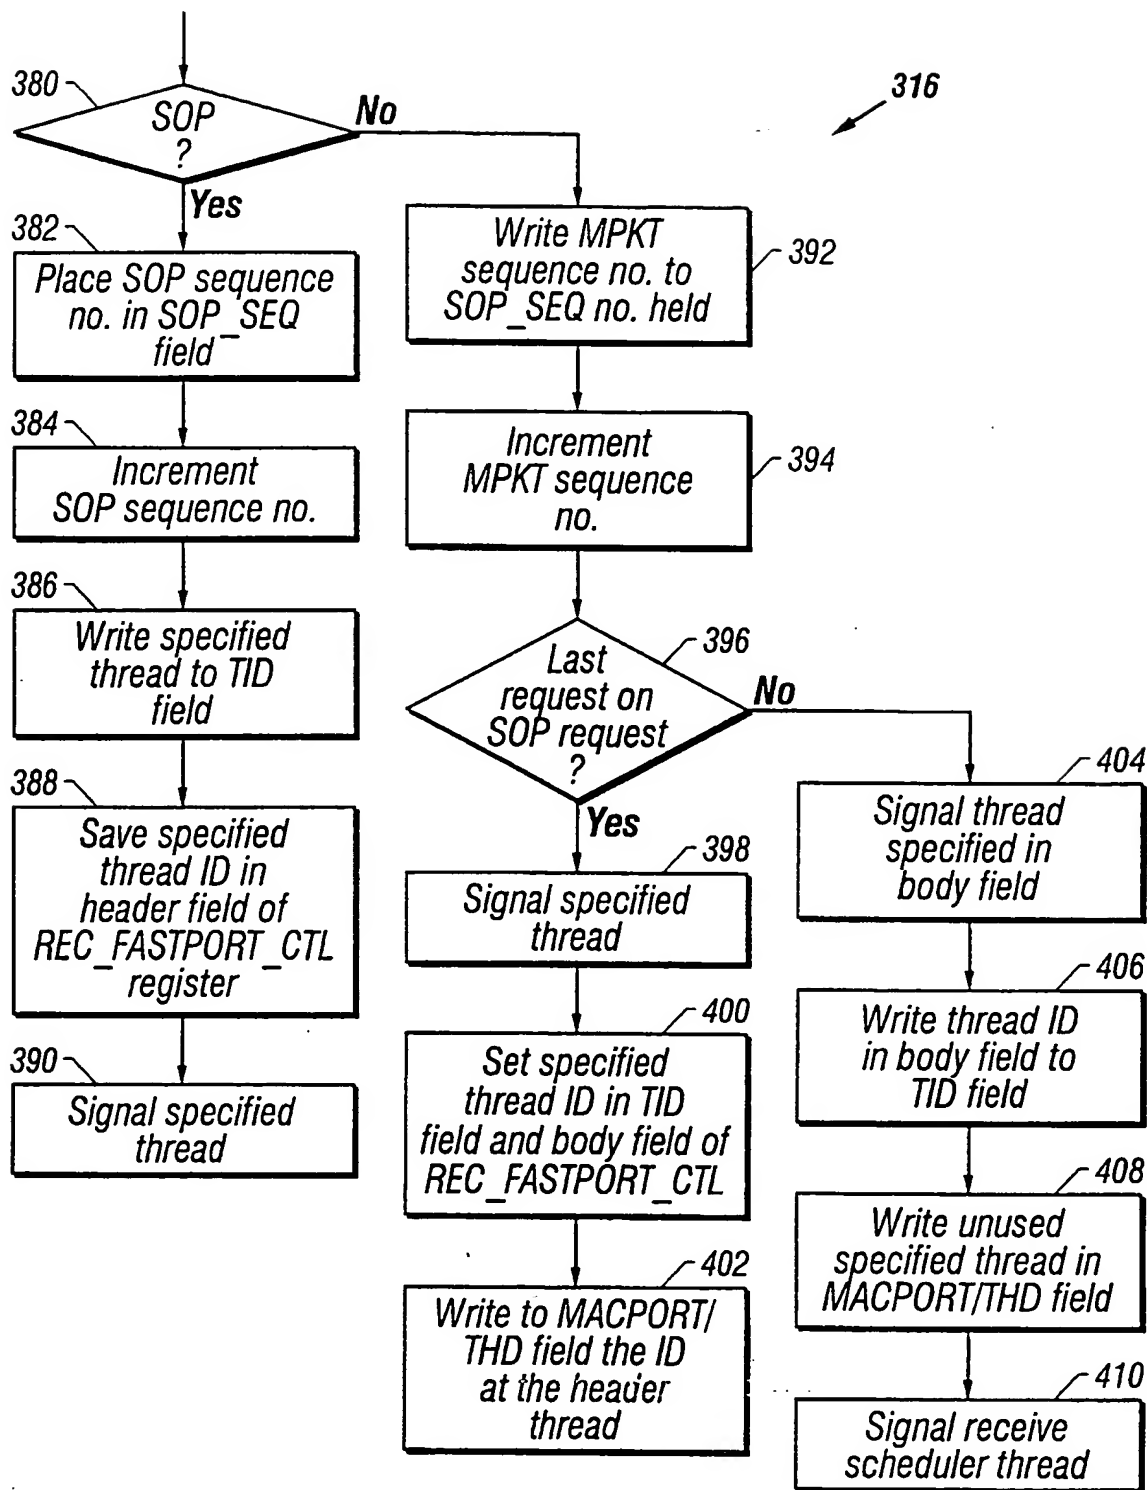 316
380
SOP
?
No
Yes
382
Place SOP sequence
no. in SOP_SEQ
field
384
Increment
SOP sequence no.
386
Write specified
thread to TID
field
388
Save specified
thread ID in
header field of
REC_FASTPORT_CTL
register
390
Signal specified
thread
Write MPKT
sequence no. to
SOP_SEQ no. held
392
Increment
MPKT sequence
no.
394
Last
request on
SOP request
?
396
No
Yes
398
Signal specified
thread
400
Set specified
thread ID in TID
field and body field of
REC_FASTPORT_CTL
402
Write to MACPORT/
THD field the ID
at the header
thread
404
Signal thread
specified in
body field
406
Write thread ID
in body field to
TID field
408
Write unused
specified thread in
MACPORT/THD field
410
Signal receive
scheduler thread